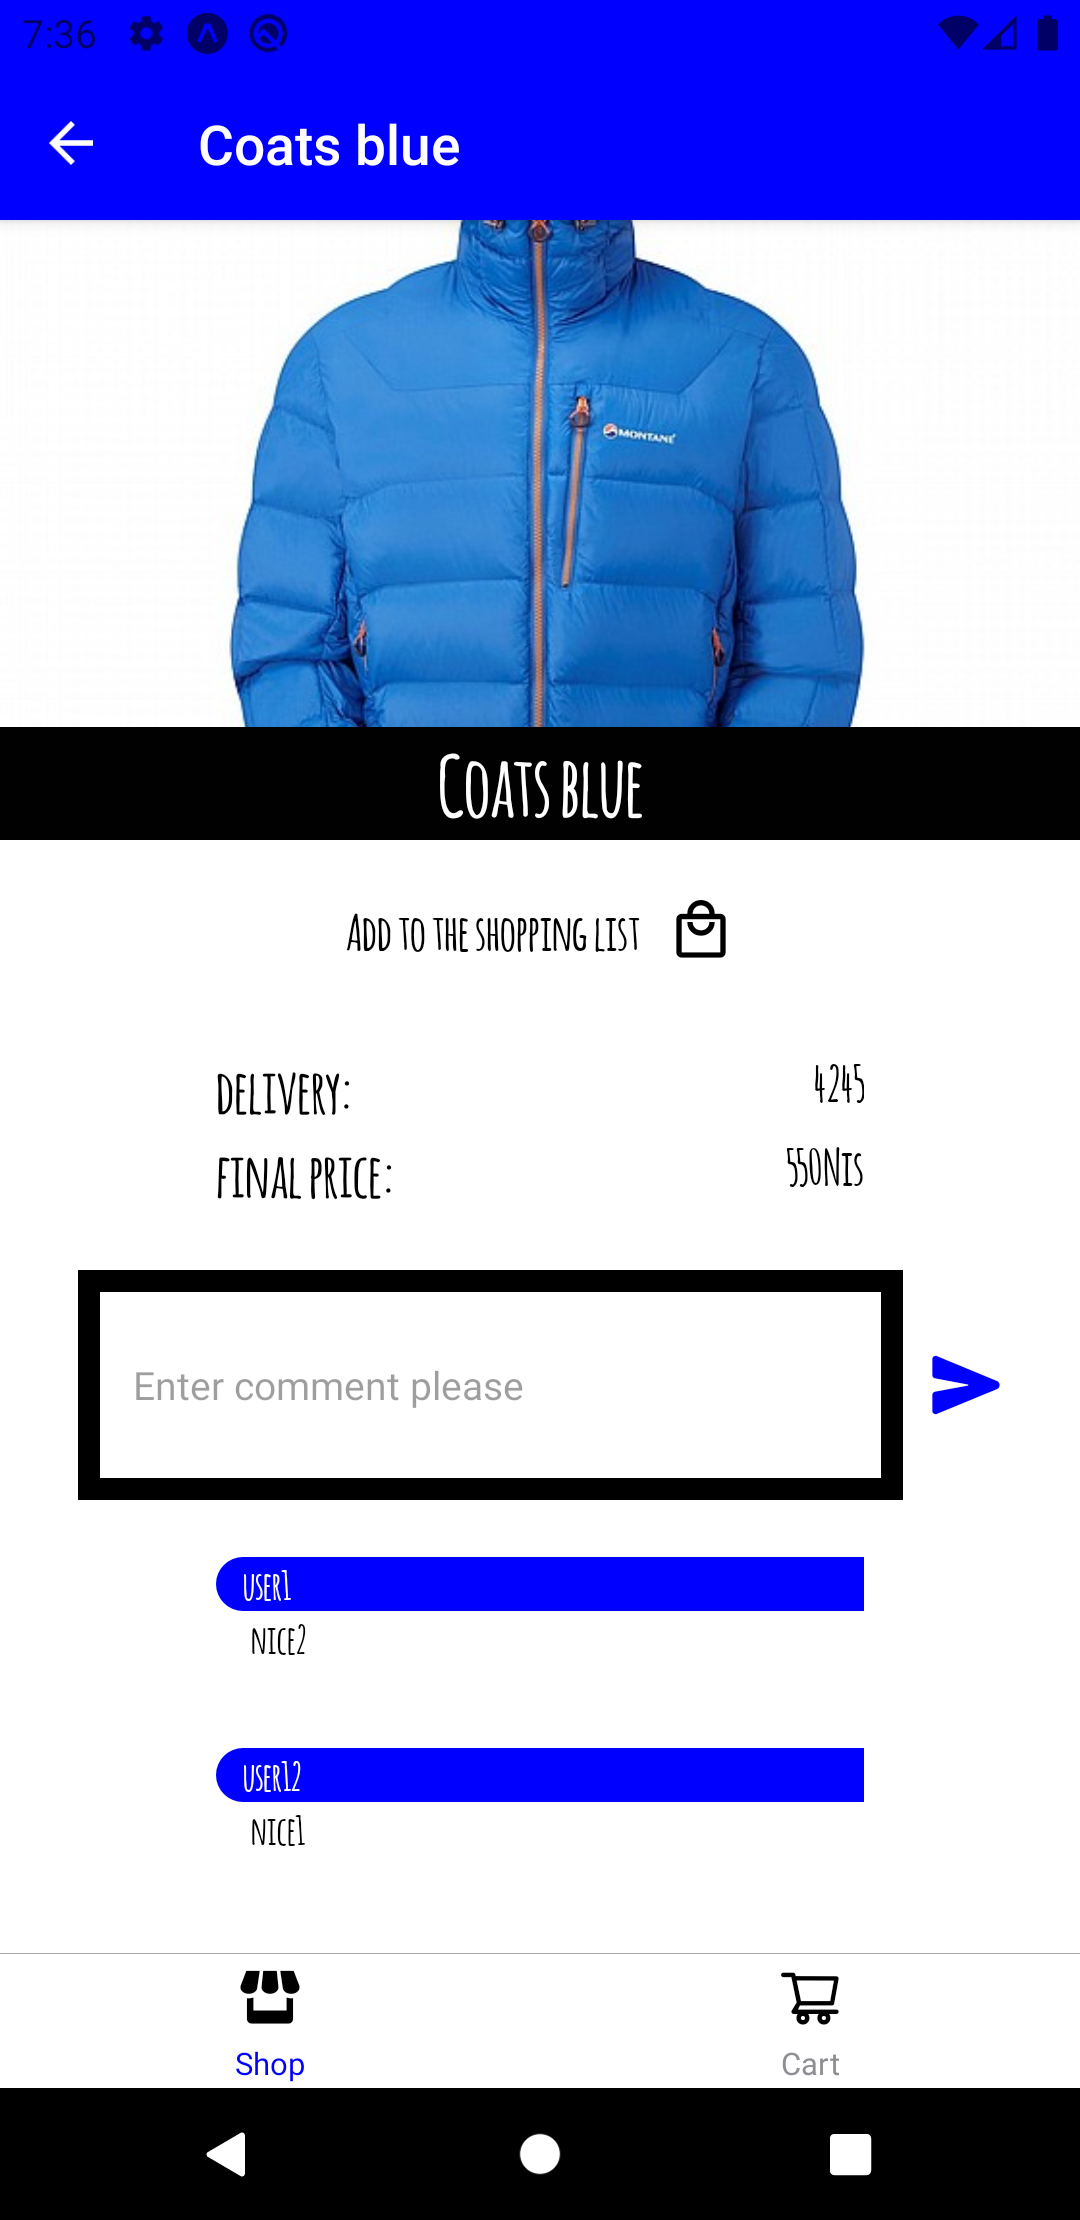 7:36
Coats blue
MONTANE
Coats blue
Add to the shopping list
delivery:
4245
final price:
550Nis
Enter comment please
user1
nice2
user12
nice1
Shop
Cart